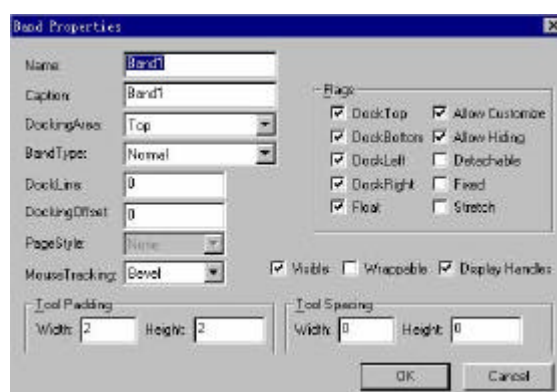 Band Properties
Name: Band1
Caption: Band1
DockingArea: Top
BandType: Normal
DockLine: 0
DockingOffset: 0
PageStyle: None
MouseTracking: Bevel
Flags
DockTop Allow Customize
DockBottom Allow Hiding
DockLeft Detachable
DockRight Fixed
Float Stretch
Visible Wrappable Display Handles
Tool Padding
Width: 2 Height: 2
Tool Spacing
Width: 0 Height: 0
OK Cancel